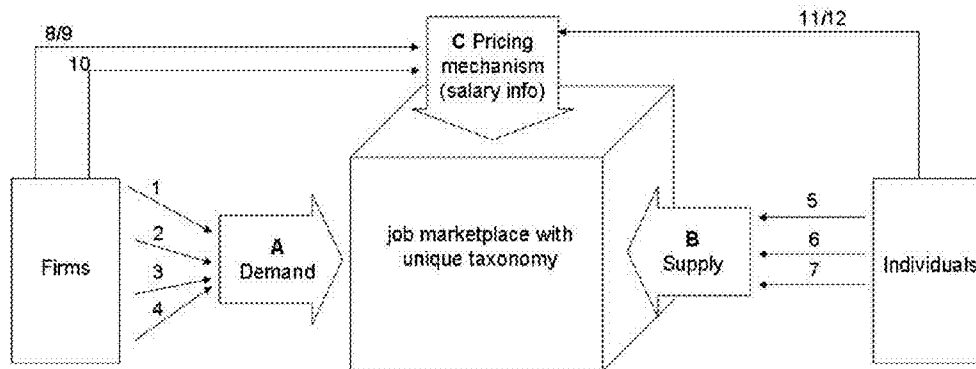 8/9
11/12
C Pricing
mechanism
(salary info)
10
1
2
3
4
Firms
A
Demand
job marketplace with
unique taxonomy
B
Supply
5
6
7
Individuals